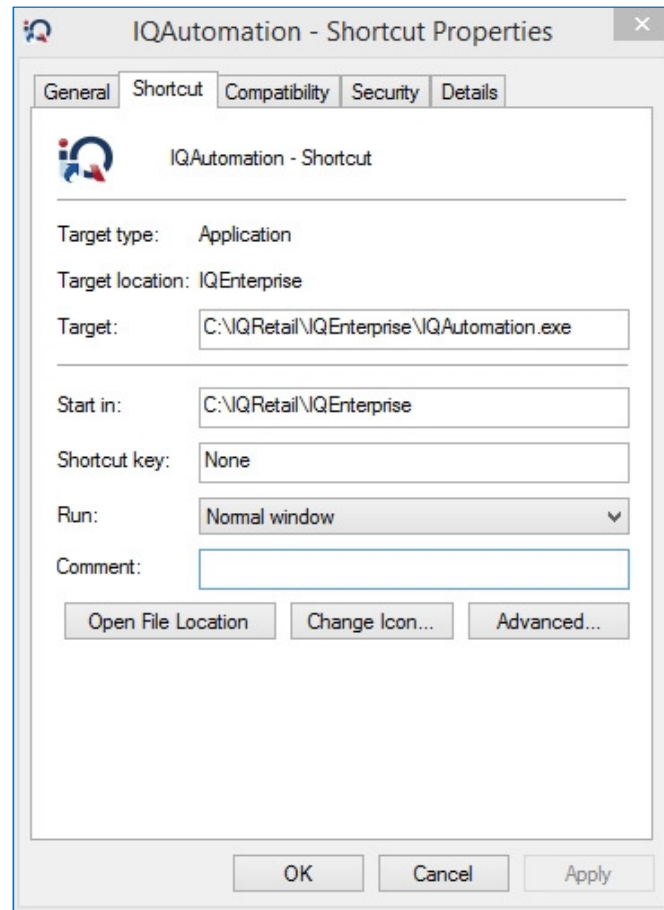 IQAutomation - Shortcut Properties
General Shortcut Compatibility Security Details
iQ
IQAutomation - Shortcut
Target type: Application
Target location: IQEnterprise
Target: C:\IQRetail\IQEnterprise\IQAutomation.exe
Start in: C:\IQRetail\IQEnterprise
Shortcut key: None
Run: Normal window
Comment:
Open File Location Change Icon... Advanced...
OK Cancel Apply